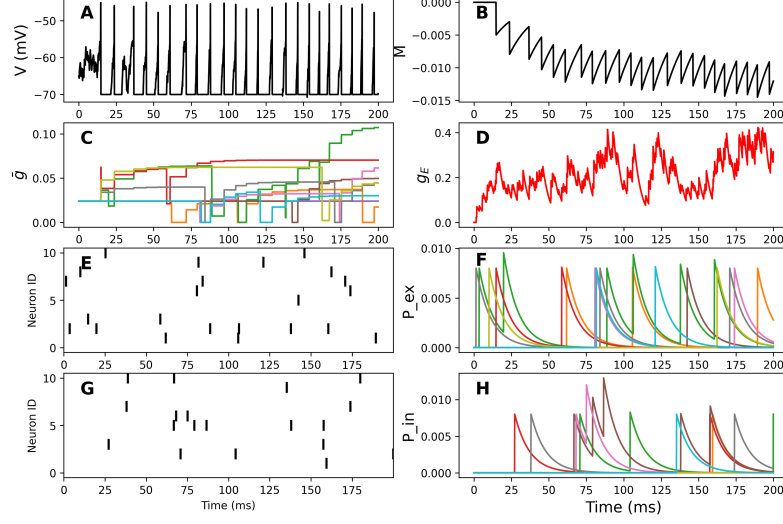 A
V (mV)
−50
−60
−70
0 25 50 75 100 125 150 175 200
B
M
0.000
−0.005
−0.010
−0.015
0 25 50 75 100 125 150 175 200
C
ḡ
0.10
0.05
0.00
0 25 50 75 100 125 150 175 200
D
g_E
0.4
0.2
0.0
0 25 50 75 100 125 150 175 200
E
Neuron ID
10
5
0
0 25 50 75 100 125 150 175
F
P_ex
0.010
0.005
0.000
0 25 50 75 100 125 150 175 200
G
Neuron ID
10
5
0
0 25 50 75 100 125 150 175
Time (ms)
H
P_in
0.010
0.005
0.000
0 25 50 75 100 125 150 175 200
Time (ms)